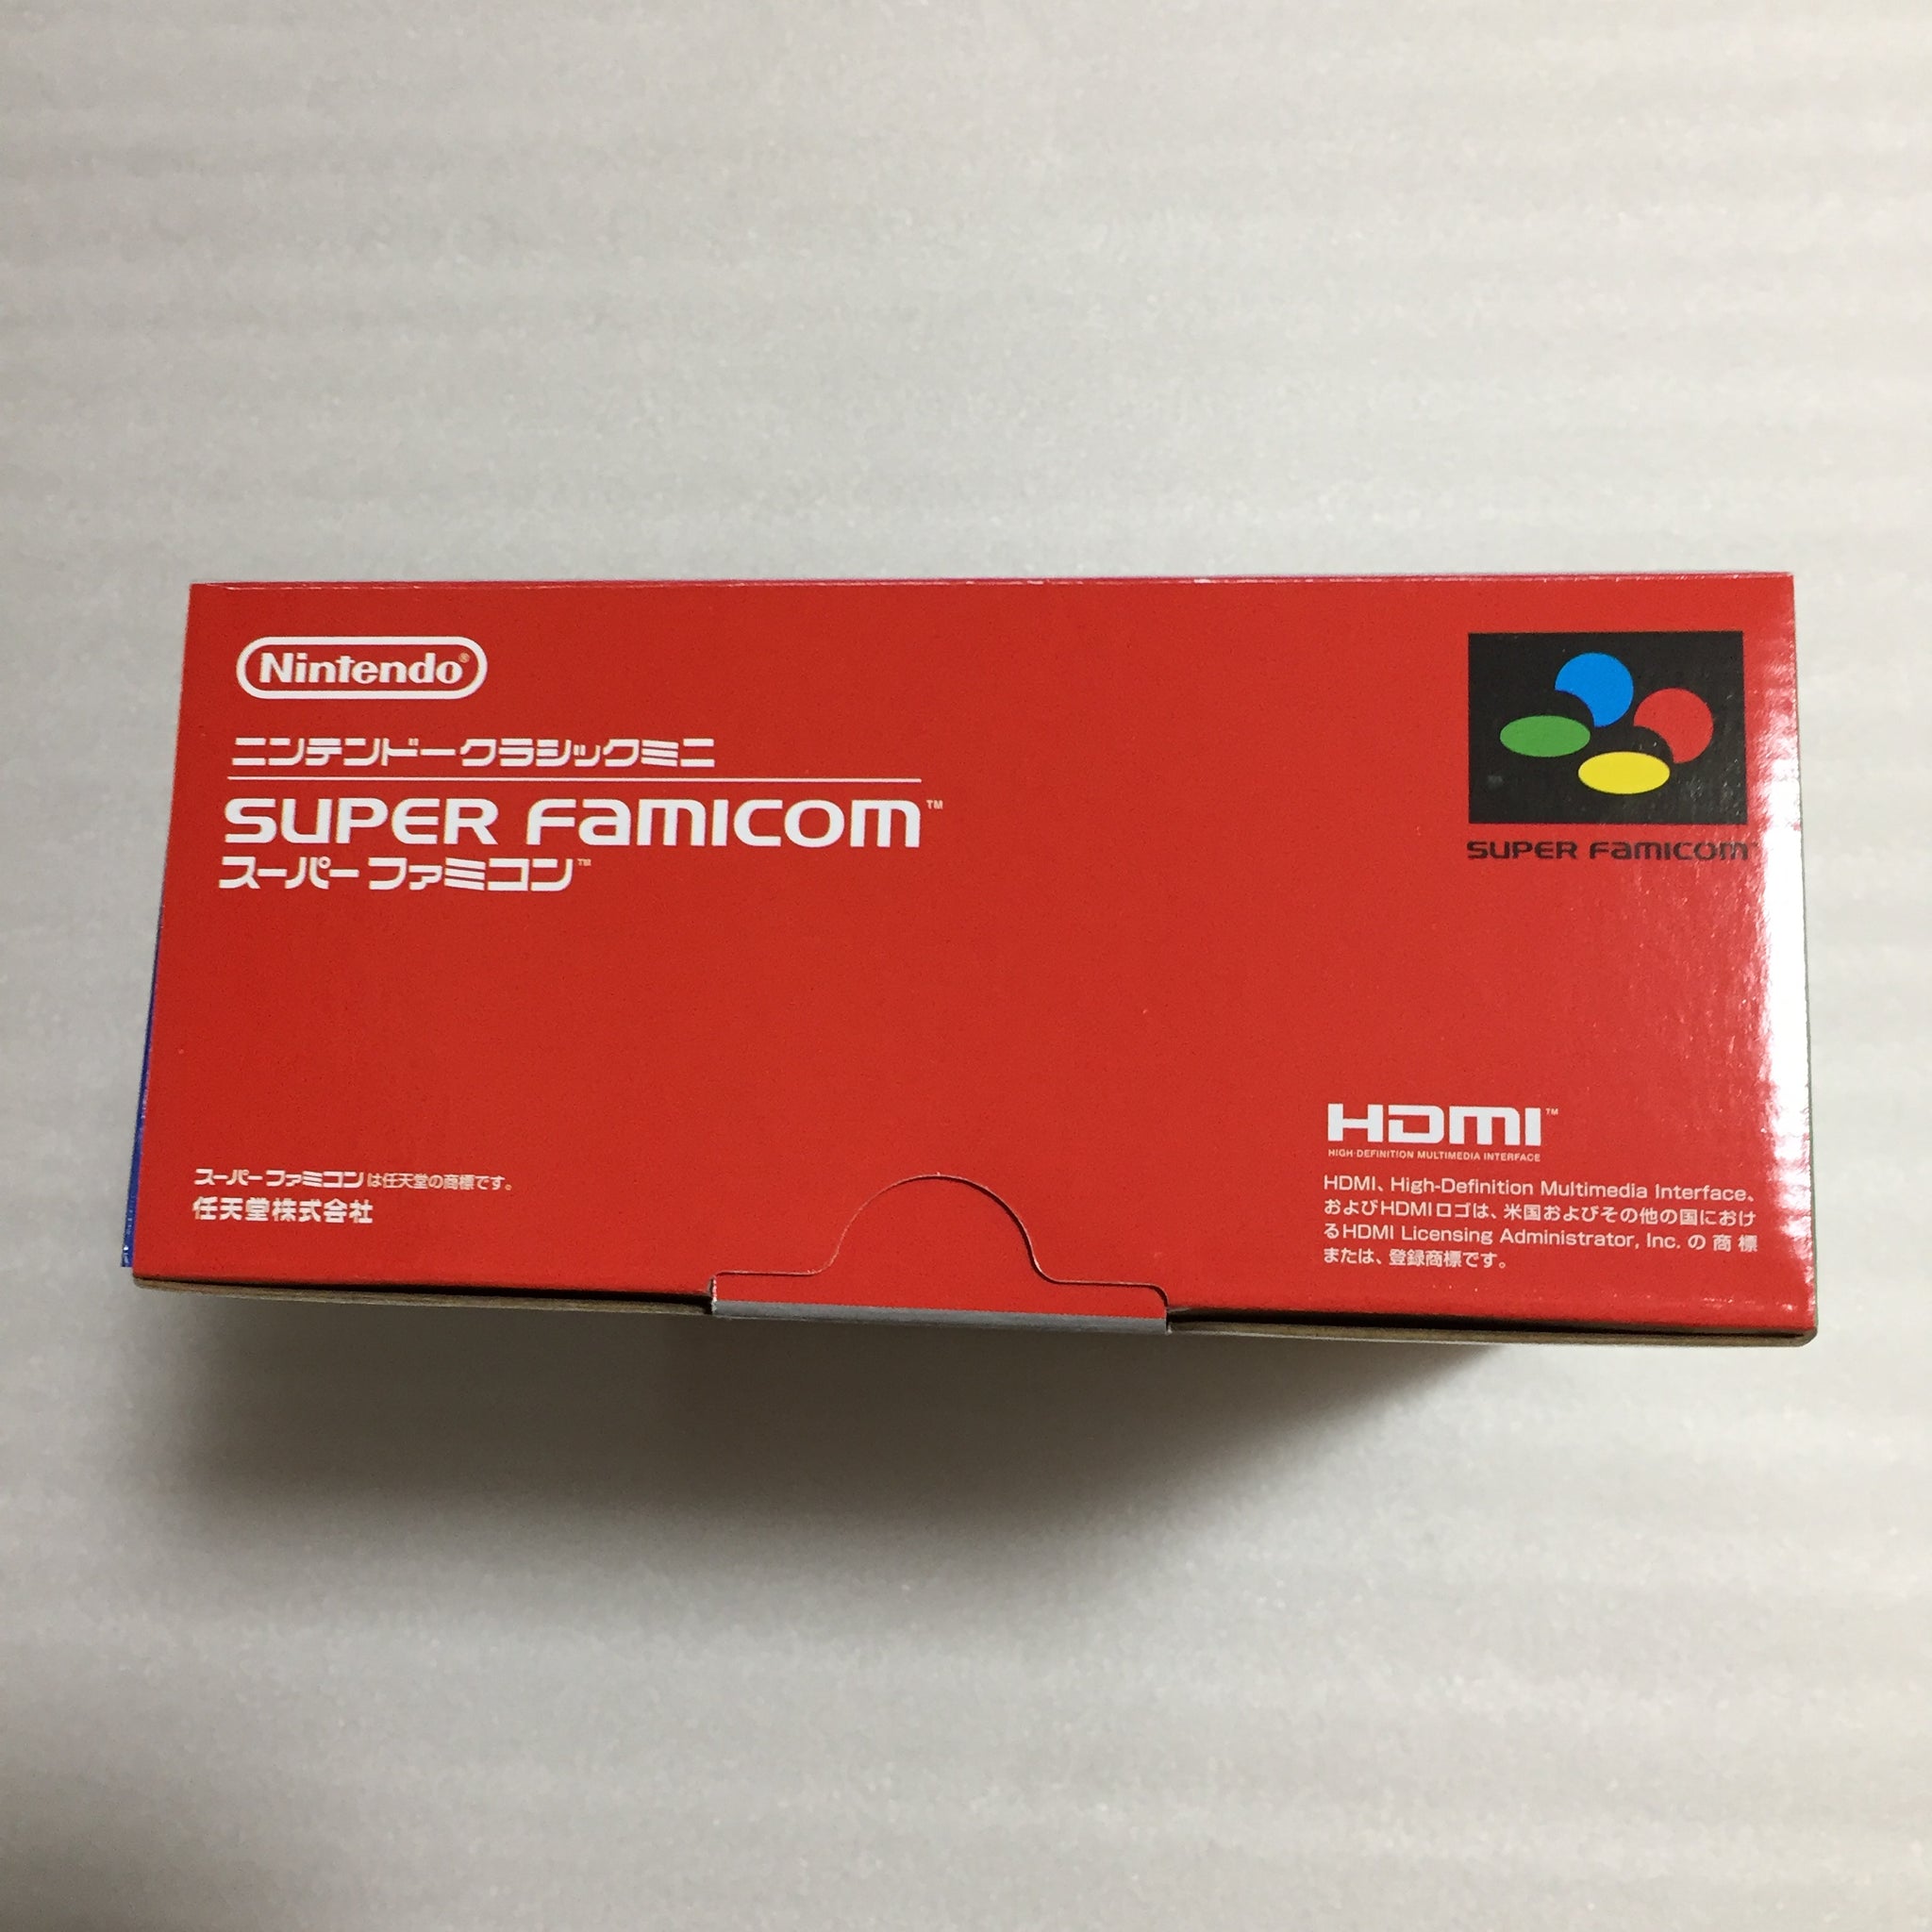 Nintendo®
ニンテンドークラシックミニ
SUPER FAMICOM™
スーパーファミコン™
SUPER FAMICOM™
HDMI™
HIGH-DEFINITION MULTIMEDIA INTERFACE
HDMI、High-Definition Multimedia Interface、
およびHDMIロゴは、米国およびその他の国におけ
るHDMI Licensing Administrator, Inc. の商標
または、登録商標です。
スーパーファミコンは任天堂の商標です。
任天堂株式会社